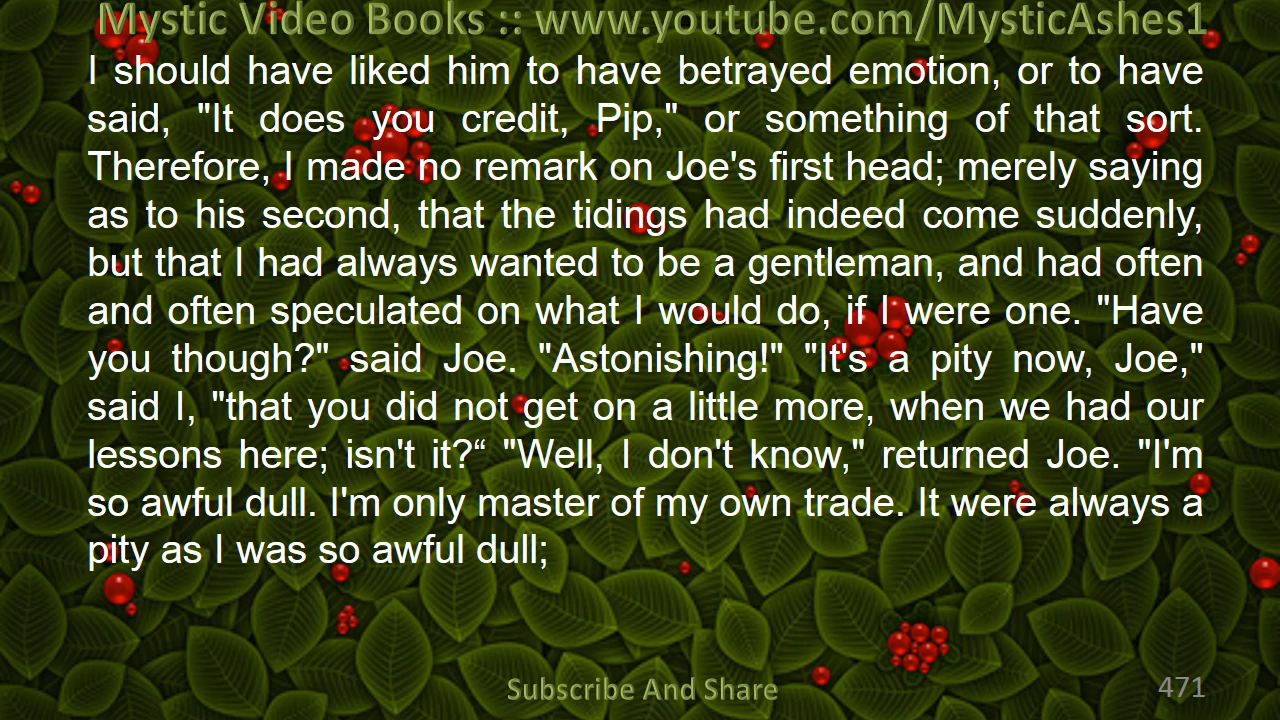 Mystic Video Books :: www.youtube.com/MysticAshes1
I should have liked him to have betrayed emotion, or to have
said, "It does you credit, Pip," or something of that sort.
Therefore, I made no remark on Joe's first head; merely saying
as to his second, that the tidings had indeed come suddenly,
but that I had always wanted to be a gentleman, and had often
and often speculated on what I would do, if I were one. "Have
you though?" said Joe. "Astonishing!" "It's a pity now, Joe,"
said I, "that you did not get on a little more, when we had our
lessons here; isn't it?“ "Well, I don't know," returned Joe. "I'm
so awful dull. I'm only master of my own trade. It were always a
pity as I was so awful dull;
Subscribe And Share
471